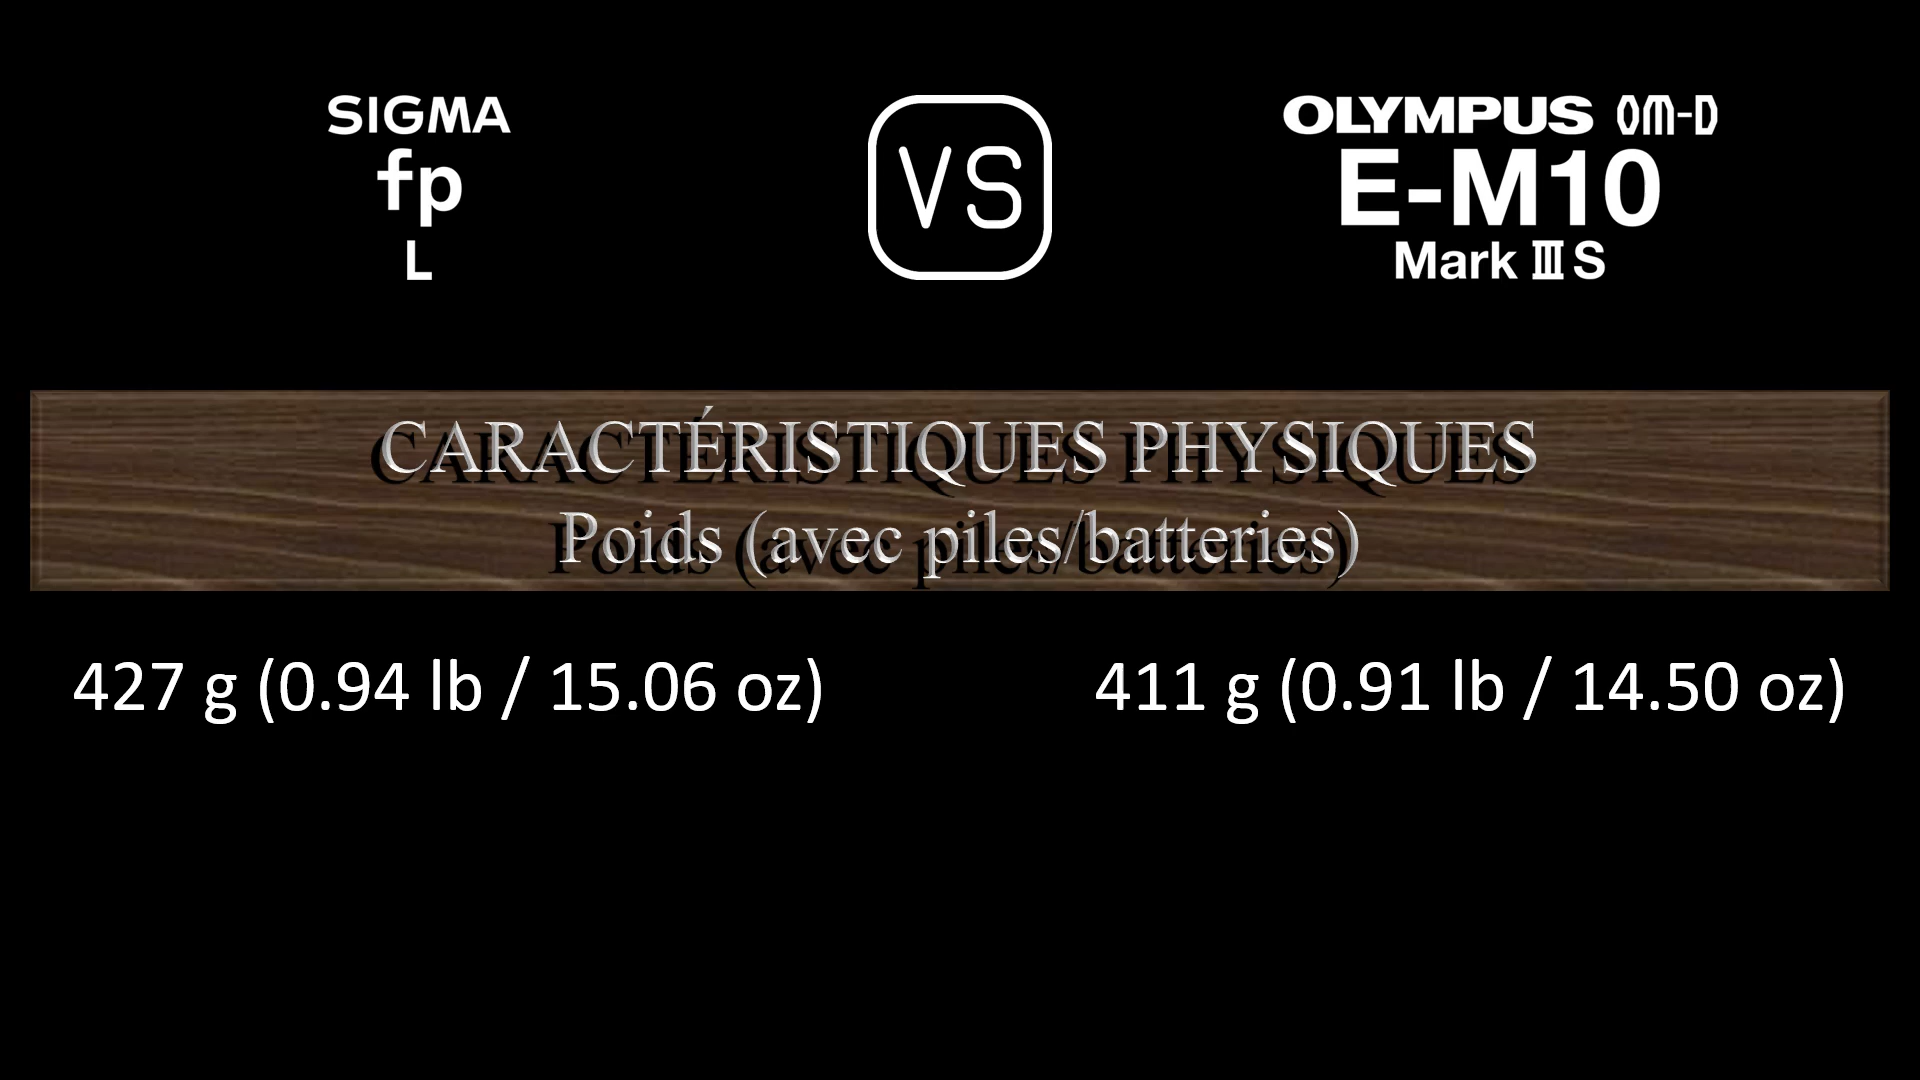 SIGMA
fp
L
VS
OLYMPUS OM-D
E-M10
Mark III S
CARACTÉRISTIQUES PHYSIQUES
Poids (avec piles/batteries)
427 g (0.94 lb / 15.06 oz)
411 g (0.91 lb / 14.50 oz)